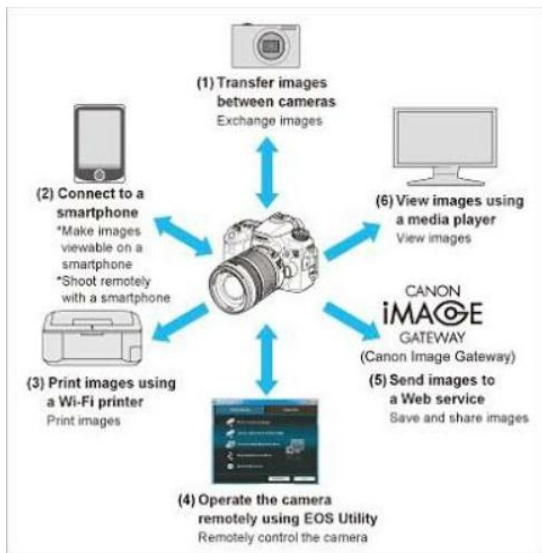 (1) Transfer images
between cameras
Exchange images
(2) Connect to a
smartphone
*Make images
viewable on a
smartphone
*Shoot remotely
with a smartphone
(6) View images using
a media player
View images
CANON
iMAGE
GATEWAY
(Canon Image Gateway)
(3) Print images using
a Wi-Fi printer
Print images
(5) Send images to
a Web service
Save and share images
(4) Operate the camera
remotely using EOS Utility
Remotely control the camera